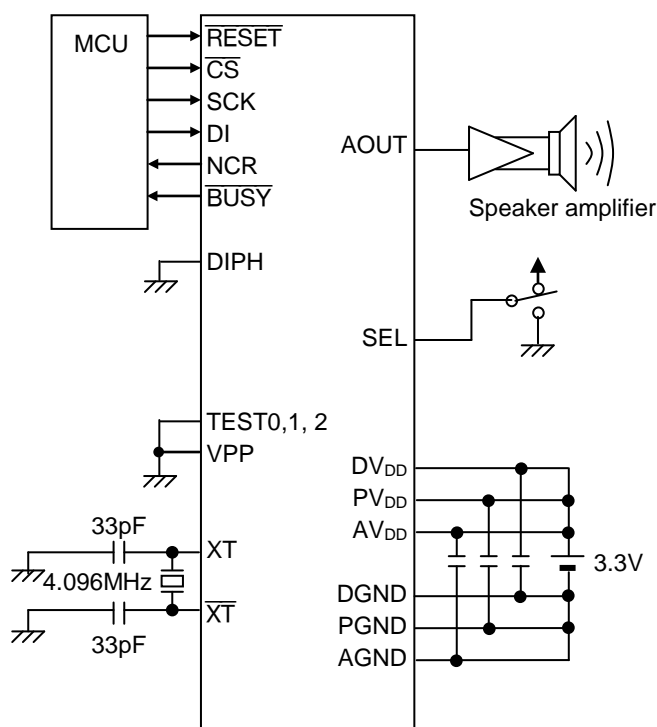 MCU
RESET
CS
SCK
DI
NCR
BUSY
DIPH
TEST0,1, 2
VPP
33pF
XT
4.096MHz
XT
33pF
AOUT
Speaker amplifier
SEL
DVDD
PVDD
AVDD
3.3V
DGND
PGND
AGND